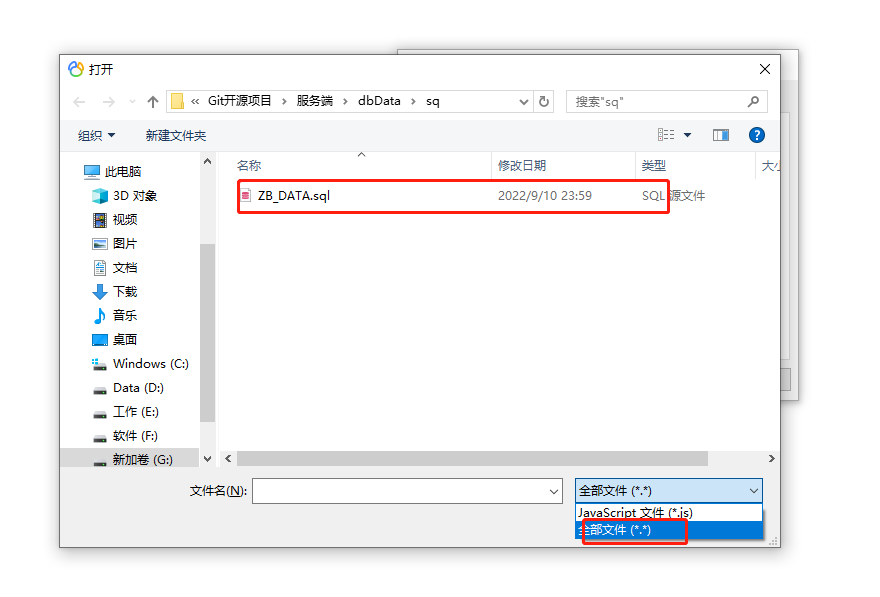 打开
« Git开源项目 › 服务端 › dbData › sq
搜索"sq"
组织
新建文件夹
名称 修改日期 类型
ZB_DATA.sql 2022/9/10 23:59 SQL 源文件
此电脑
3D 对象
视频
图片
文档
下载
音乐
桌面
Windows (C:)
Data (D:)
工作 (E:)
软件 (F:)
新加卷 (G:)
文件名(N):
全部文件 (*.*)
JavaScript 文件 (*.js)
全部文件 (*.*)